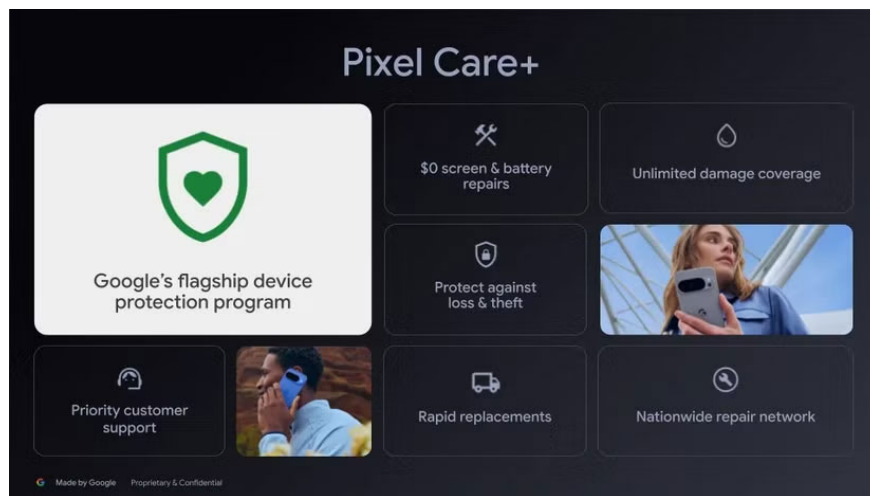 Pixel Care+
Google's flagship device
protection program
$0 screen & battery
repairs
Unlimited damage coverage
Protect against
loss & theft
Priority customer
support
Rapid replacements
Nationwide repair network
Made by Google Proprietary & Confidential